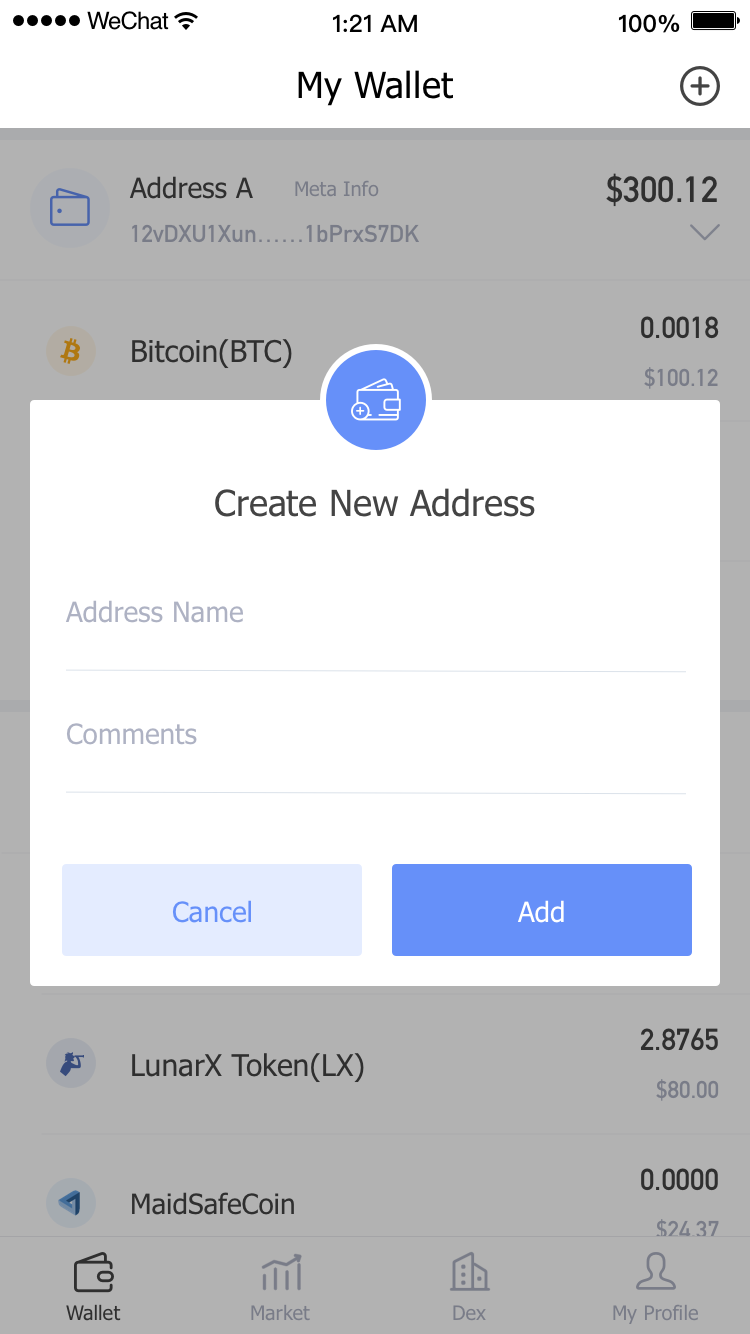 WeChat 1:21 AM 100%
My Wallet
Address A Meta Info $300.12
12vDXU1Xun......1bPrxS7DK
0.0018
Bitcoin(BTC)
$100.12
Create New Address
Address Name
Comments
Cancel Add
2.8765
LunarX Token(LX)
$80.00
0.0000
MaidSafeCoin
$24.37
Wallet Market Dex My Profile